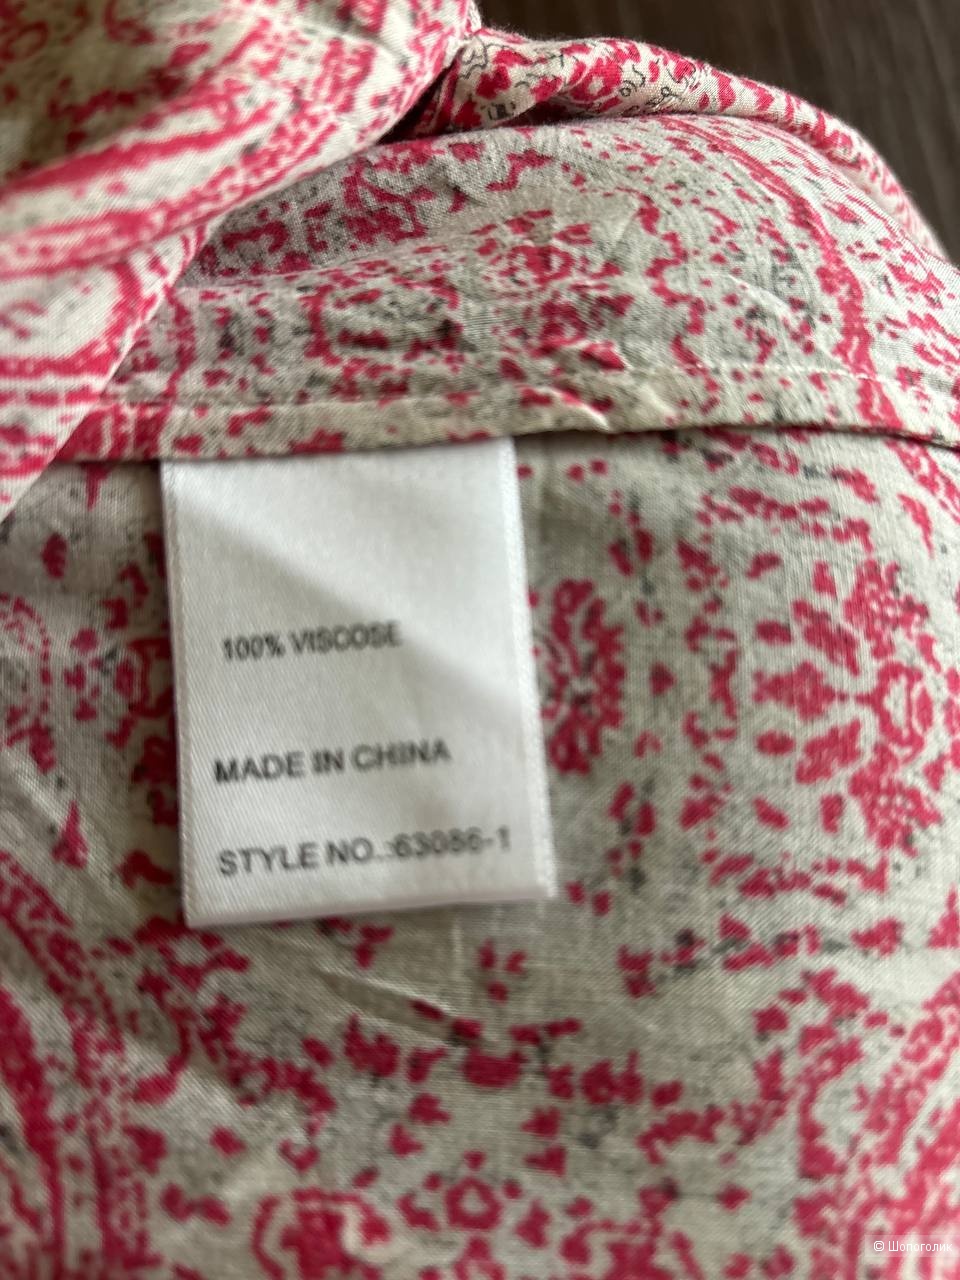 100% VISCOSE
MADE IN CHINA
STYLE NO.:63086-1
© Шопоголик